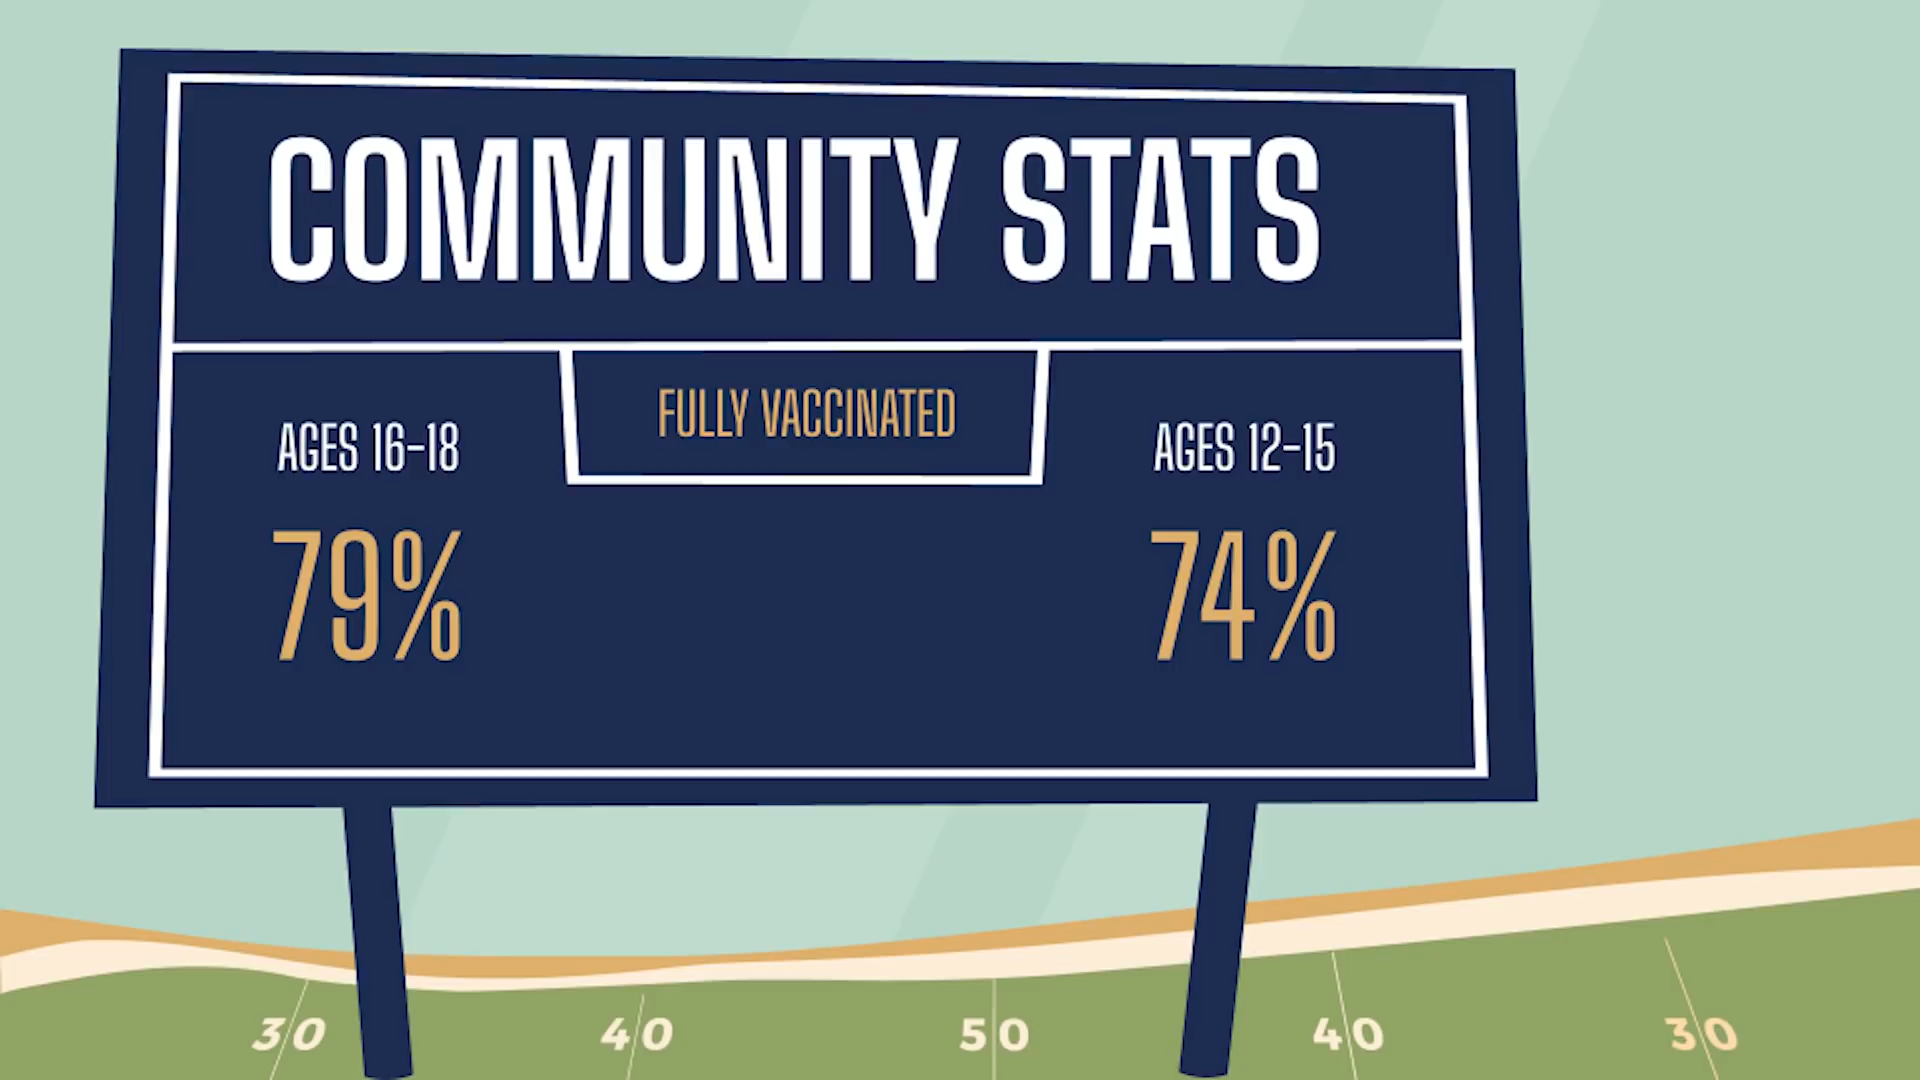 COMMUNITY STATS
FULLY VACCINATED
AGES 16-18
AGES 12-15
79%
74%
30
40
50
40
30